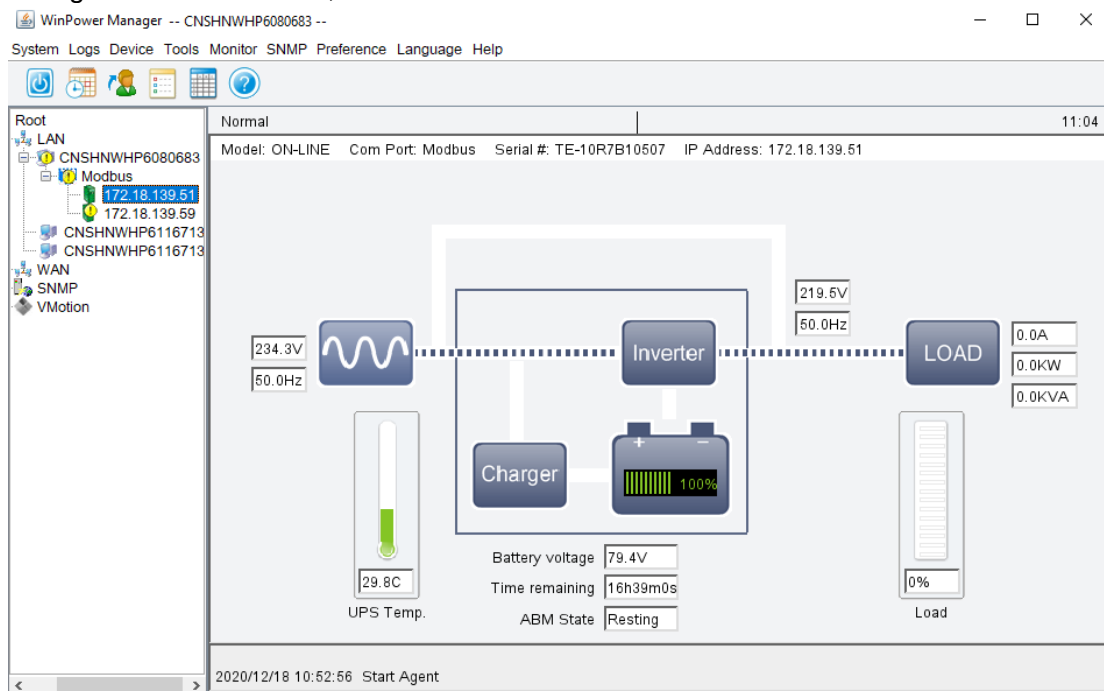 WinPower Manager -- CNSHNWHP6080683 --
System Logs Device Tools Monitor SNMP Preference Language Help
Root
LAN
CNSHNWHP6080683
Modbus
172.18.139.51
172.18.139.59
CNSHNWHP6116713
CNSHNWHP6116713
WAN
SNMP
VMotion
Normal
11:04
Model: ON-LINE Com Port: Modbus Serial #: TE-10R7B10507 IP Address: 172.18.139.51
219.5V
50.0Hz
234.3V
50.0Hz
Inverter
LOAD
0.0A
0.0KW
0.0KVA
Charger
+ −
100%
Battery voltage 79.4V
Time remaining 16h39m0s
ABM State Resting
29.8C
UPS Temp.
0%
Load
2020/12/18 10:52:56 Start Agent